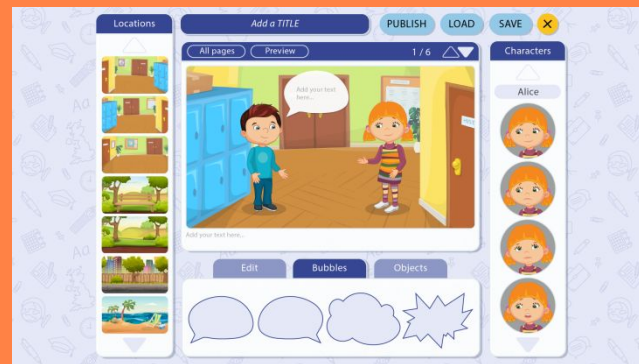 Locations
Add a TITLE
PUBLISH
LOAD
SAVE
All pages
Preview
1 / 6
Characters
Alice
Add your text
here...
Add your text here...
Edit
Bubbles
Objects